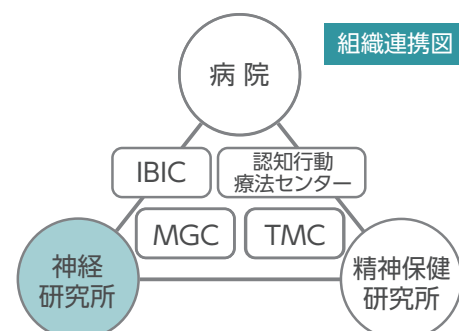 組織連携図
病院
IBIC
認知行動
療法センター
MGC
TMC
神経
研究所
精神保健
研究所